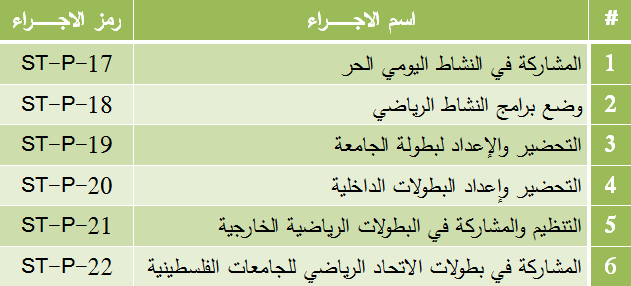 # اسم الاجـــــراء رمز الاجـــــراء
1 المشاركة في النشاط اليومي الحر ST-P-17
2 وضع برامج النشاط الرياضي ST-P-18
3 التحضير والإعداد لبطولة الجامعة ST-P-19
4 التحضير وإعداد البطولات الداخلية ST-P-20
5 التنظيم والمشاركة في البطولات الرياضية الخارجية ST-P-21
6 المشاركة في بطولات الاتحاد الرياضي للجامعات الفلسطينية ST-P-22